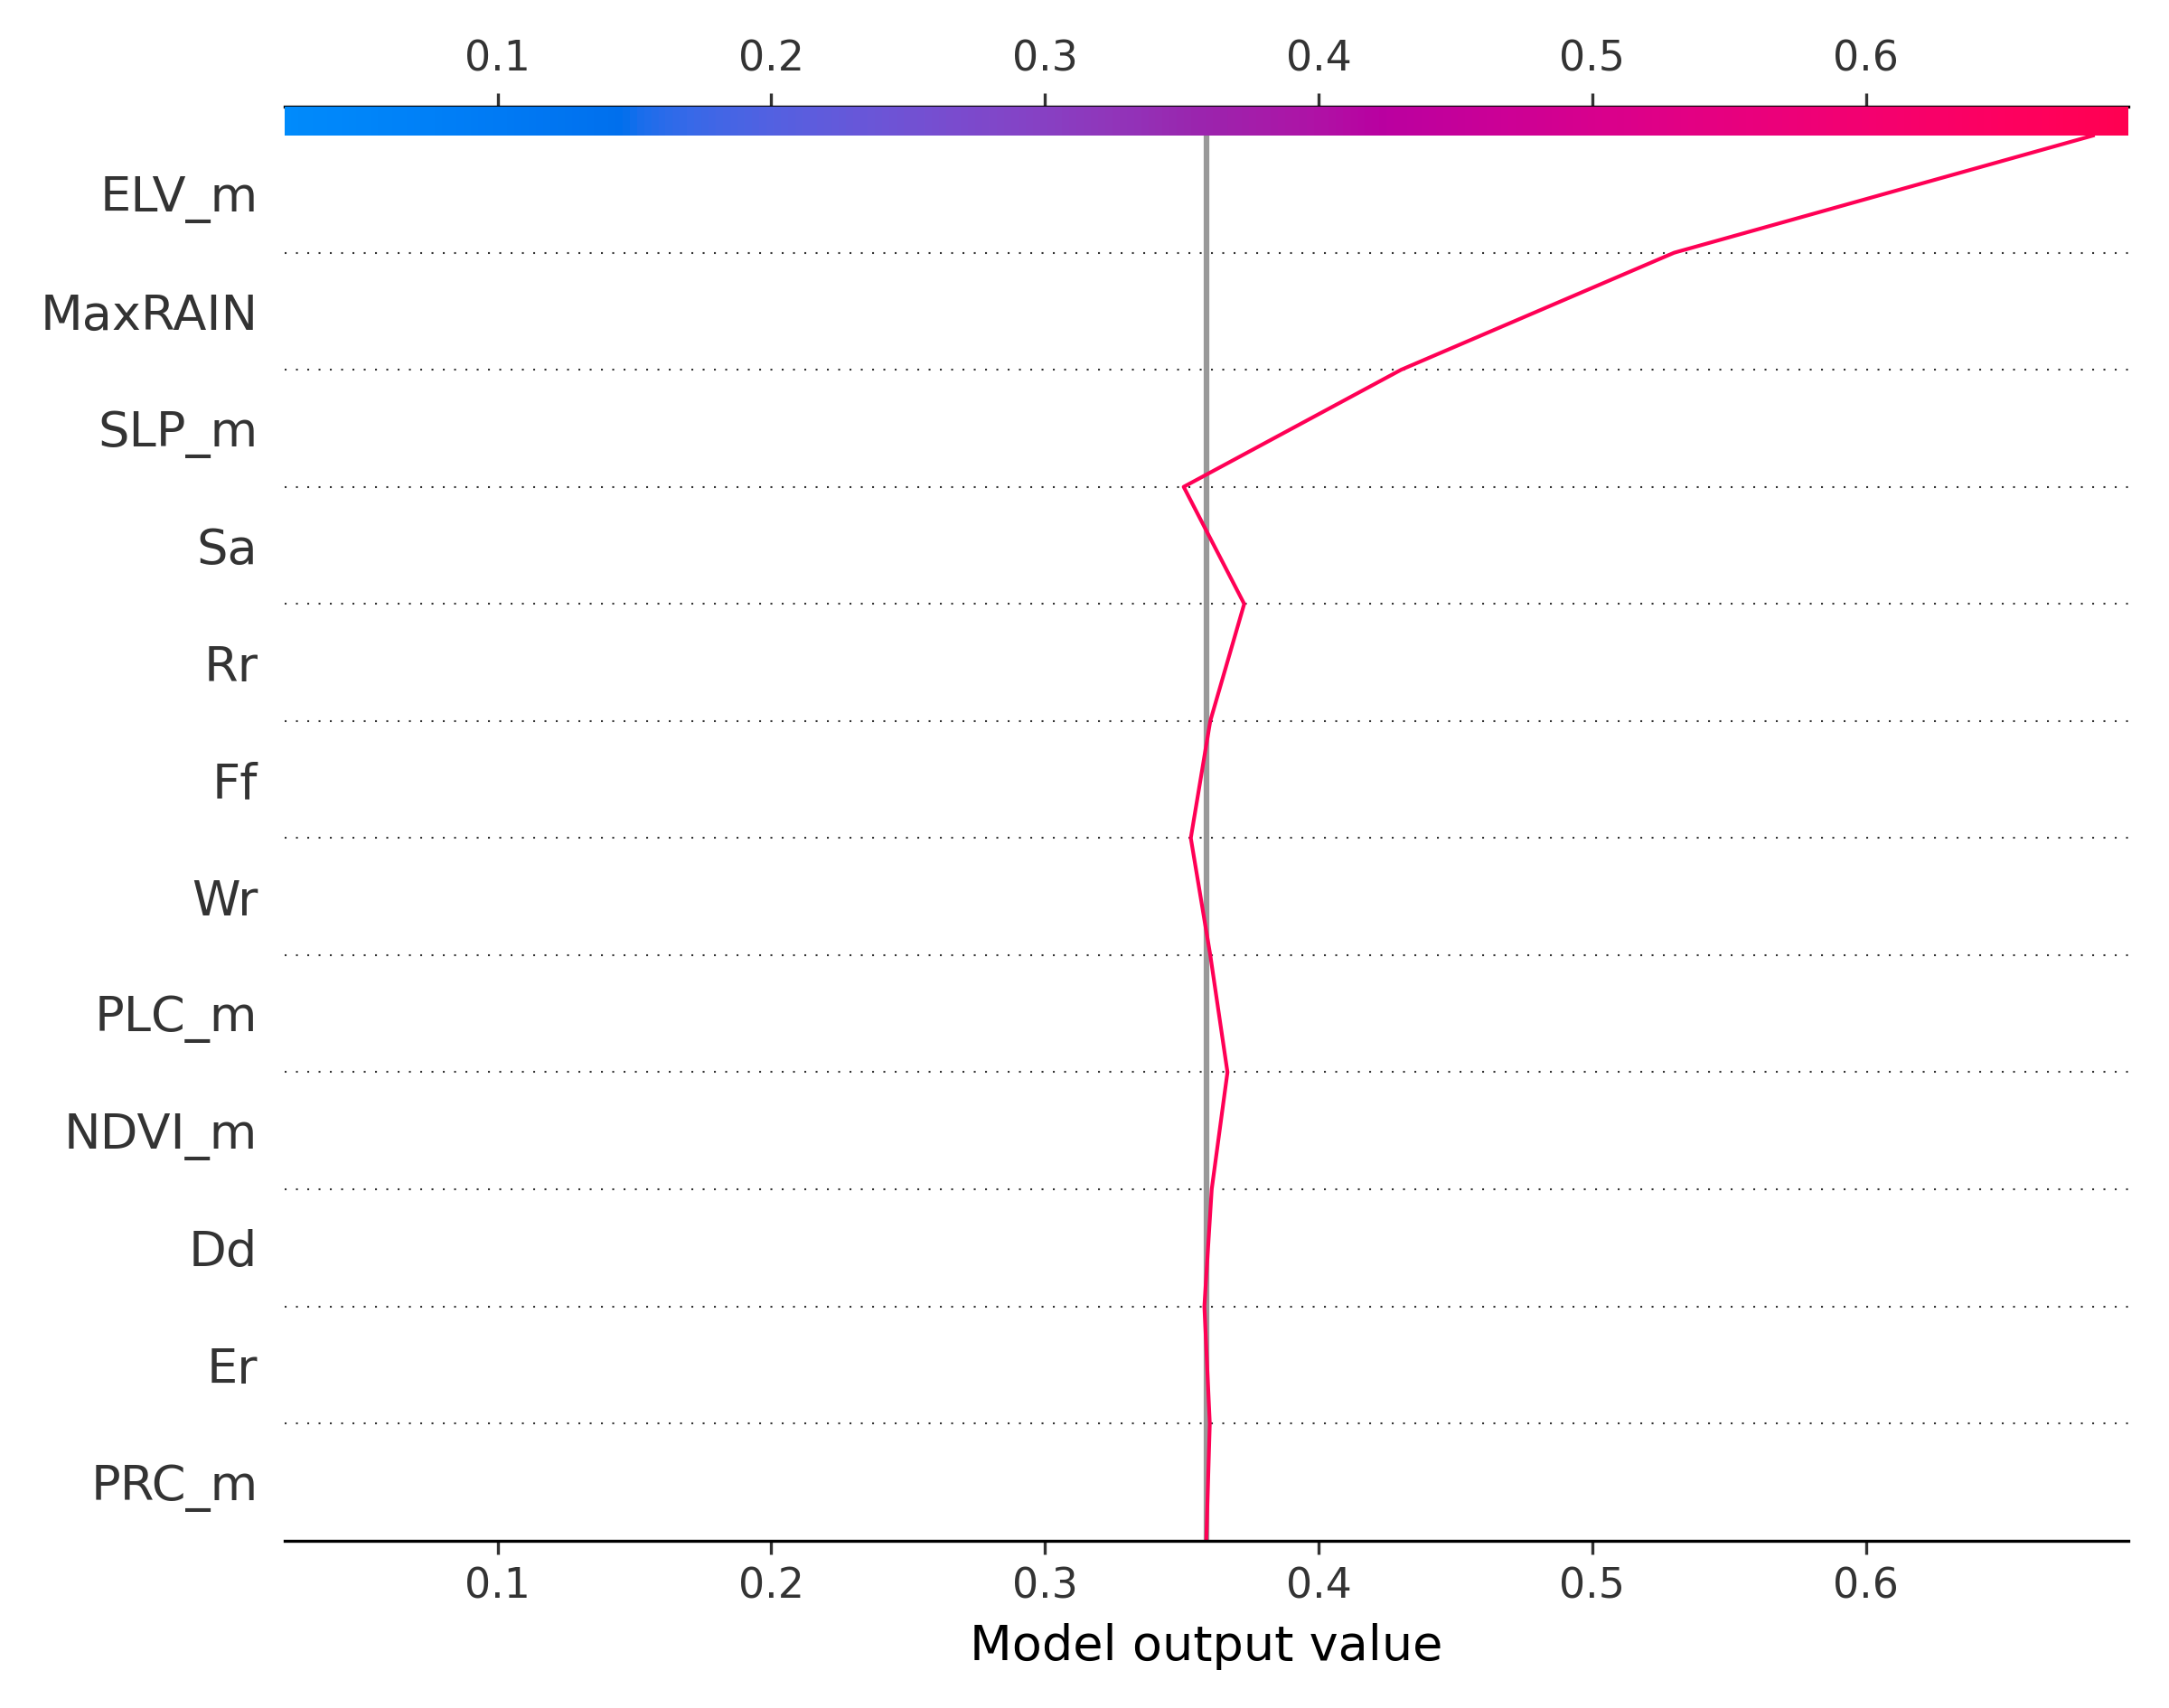 0.1 0.2 0.3 0.4 0.5 0.6
ELV_m
MaxRAIN
SLP_m
Sa
Rr
Ff
Wr
PLC_m
NDVI_m
Dd
Er
PRC_m
0.1 0.2 0.3 0.4 0.5 0.6
Model output value